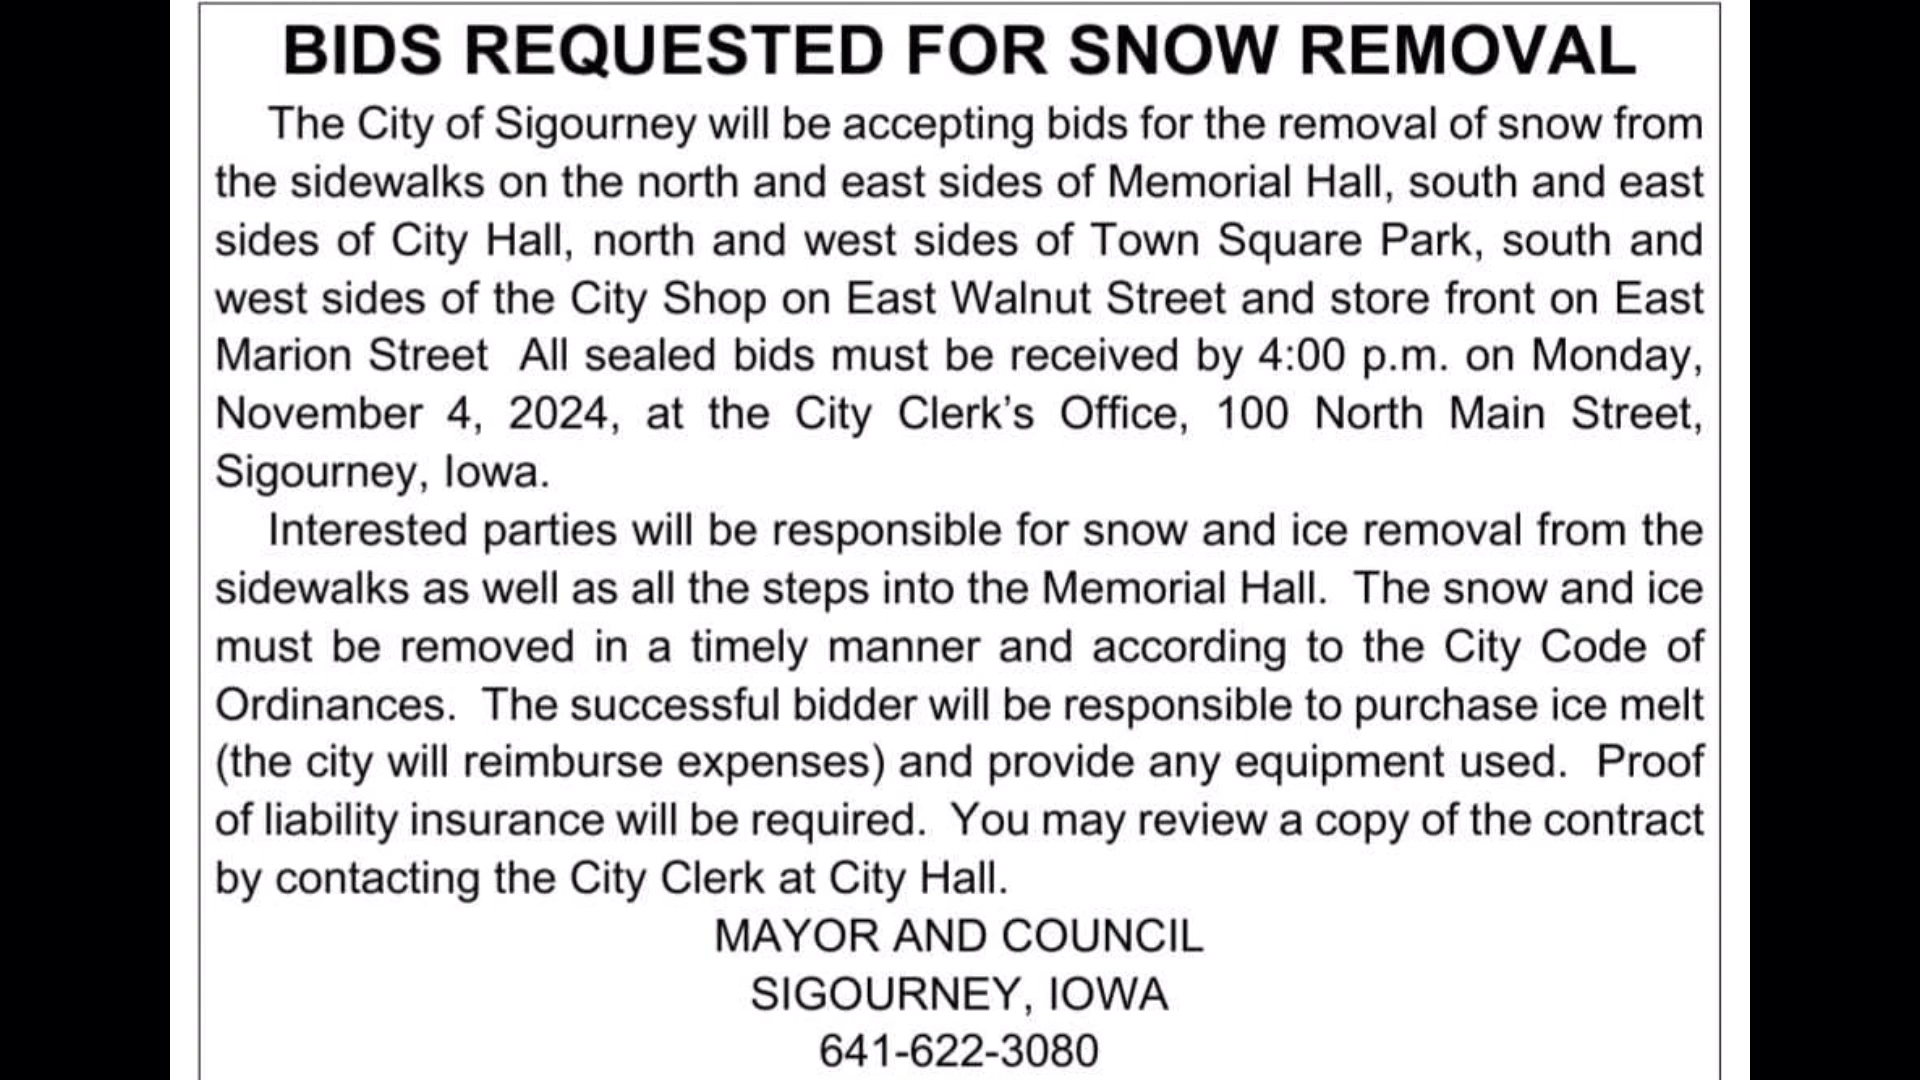 BIDS REQUESTED FOR SNOW REMOVAL
The City of Sigourney will be accepting bids for the removal of snow from
the sidewalks on the north and east sides of Memorial Hall, south and east
sides of City Hall, north and west sides of Town Square Park, south and
west sides of the City Shop on East Walnut Street and store front on East
Marion Street  All sealed bids must be received by 4:00 p.m. on Monday,
November 4, 2024, at the City Clerk’s Office, 100 North Main Street,
Sigourney, Iowa.
Interested parties will be responsible for snow and ice removal from the
sidewalks as well as all the steps into the Memorial Hall.  The snow and ice
must be removed in a timely manner and according to the City Code of
Ordinances.  The successful bidder will be responsible to purchase ice melt
(the city will reimburse expenses) and provide any equipment used.  Proof
of liability insurance will be required.  You may review a copy of the contract
by contacting the City Clerk at City Hall.
MAYOR AND COUNCIL
SIGOURNEY, IOWA
641-622-3080